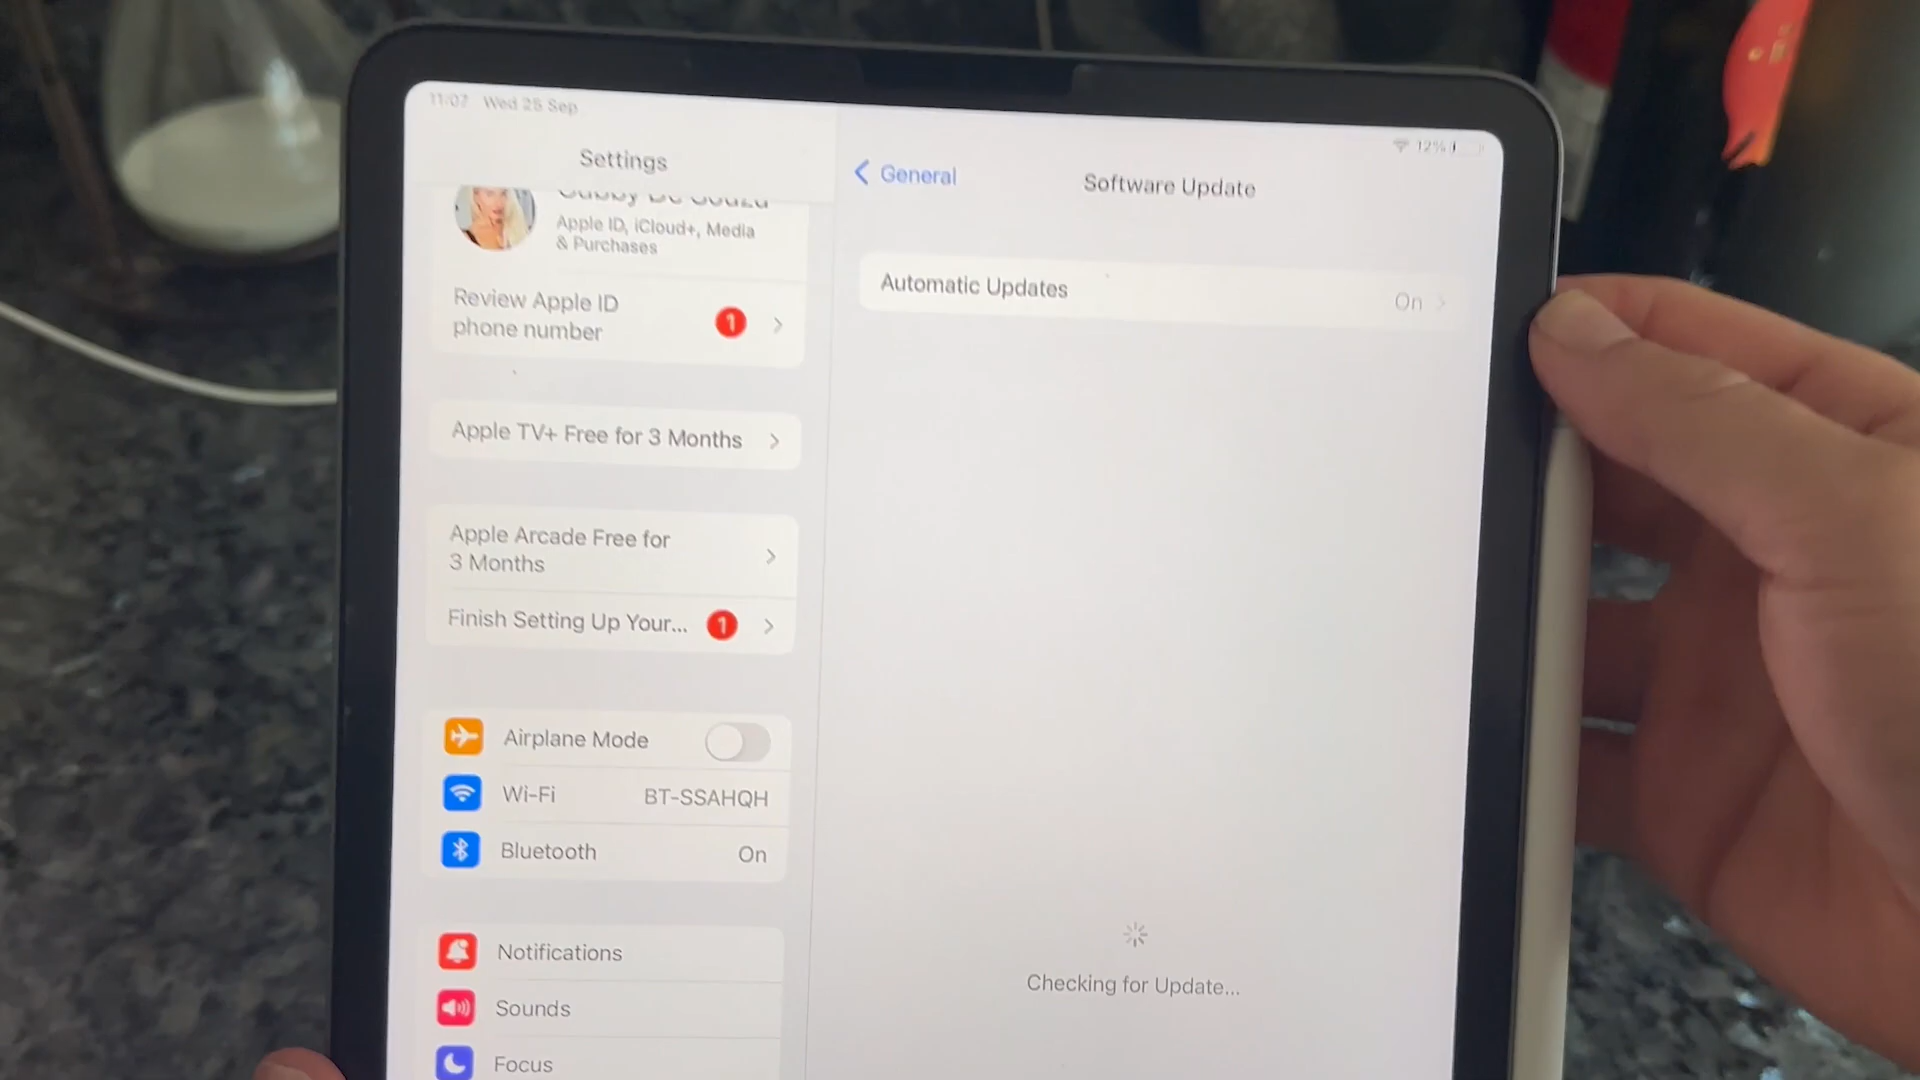 11:07 Wed 25 Sep
12%
Settings
Apple ID, iCloud+, Media
& Purchases
Review Apple ID
phone number
1
Apple TV+ Free for 3 Months
Apple Arcade Free for
3 Months
Finish Setting Up Your...
1
Airplane Mode
Wi-Fi
BT-SSAHQH
Bluetooth
On
Notifications
Sounds
Focus
General
Software Update
Automatic Updates
On
Checking for Update...